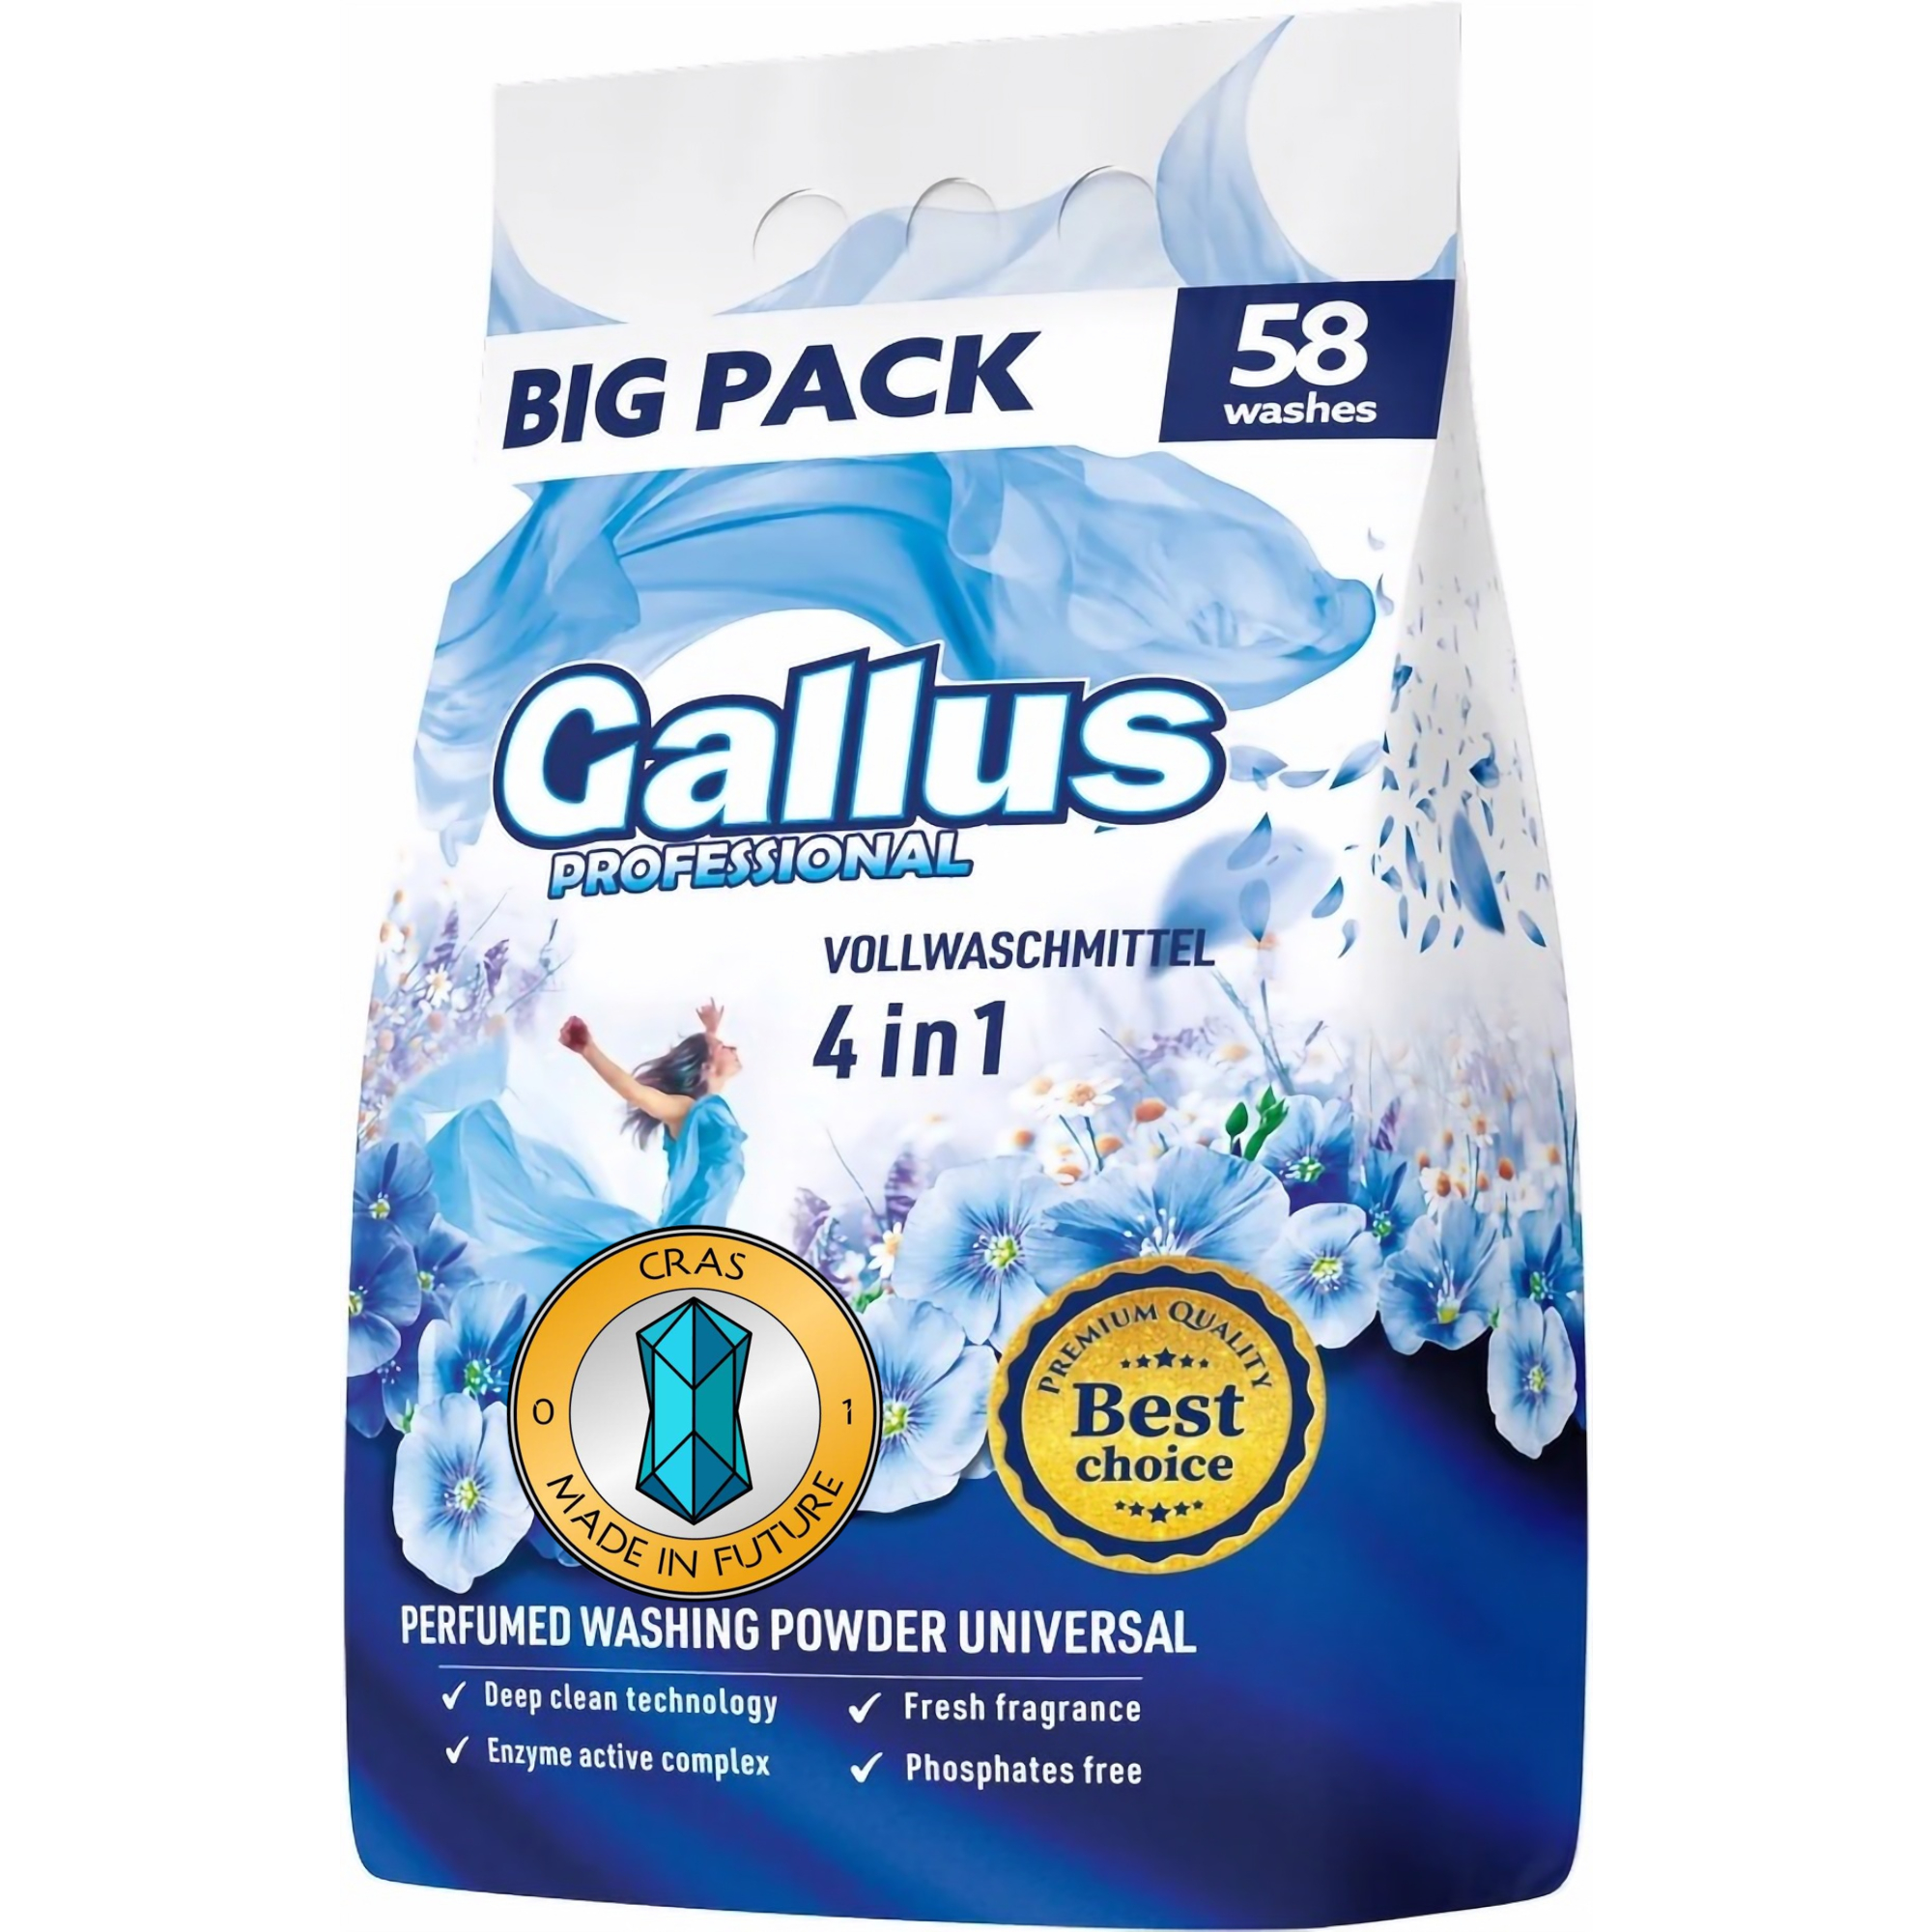 BIG PACK
58
washes
Gallus
PROFESSIONAL
VOLLWASCHMITTEL
4 in 1
CRAS
0 1
MADE IN FUTURE
PREMIUM QUALITY
Best
choice
PERFUMED WASHING POWDER UNIVERSAL
✓ Deep clean technology
✓ Fresh fragrance
✓ Enzyme active complex
✓ Phosphates free